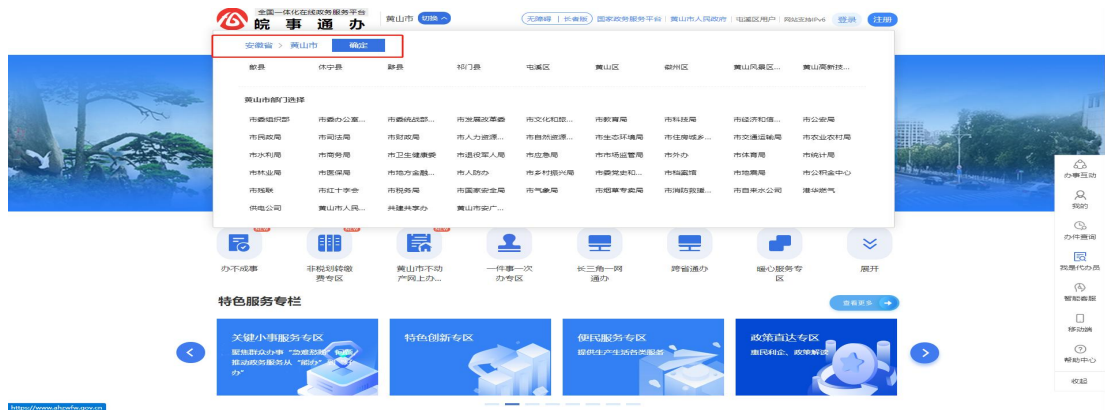 全国一体化在线政务服务平台
皖事通办
黄山市 切换
无障碍 | 长者版 国家政务服务平台 黄山市人民政府 屯溪区用户 网站支持IPv6 登录 注册
安徽省 > 黄山市 确定
歙县 休宁县 黟县 祁门县 屯溪区 黄山区 徽州区 黄山风景区... 黄山高新技...
黄山市部门选择
市委组织部 市委办公室... 市委统战部... 市发展改革委 市文化和旅... 市教育局 市科技局 市经济和信... 市公安局
市民政局 市司法局 市财政局 市人力资源... 市自然资源... 市生态环境局 市住房城乡... 市交通运输局 市农业农村局
市水利局 市商务局 市卫生健康委 市退役军人局 市应急局 市市场监管局 市外办 市体育局 市统计局
市林业局 市医保局 市地方金融... 市人防办 市乡村振兴局 市委党史和... 市档案馆 市地震局 市公积金中心
市残联 市红十字会 市税务局 市国家安全局 市气象局 市烟草专卖局 市消防救援... 市自来水公司 港华燃气
供电公司 黄山市人民... 共建共享办 黄山市安广...
办不成事 非税划转缴费专区 黄山市不动产网上办... 一件事一次办专区 长三角一网通办 跨省通办 暖心服务专区 展开
特色服务专栏
查看更多
关键小事服务专区
推动政务服务从“能办”
办”
特色创新专区
便民服务专区
提供生产生活各类服务
政策直达专区
惠民利企、政策解读
办事互动
我的
办件查询
我是代办员
智能客服
移动端
帮助中心
收起
https://www.ahzwfw.gov.cn